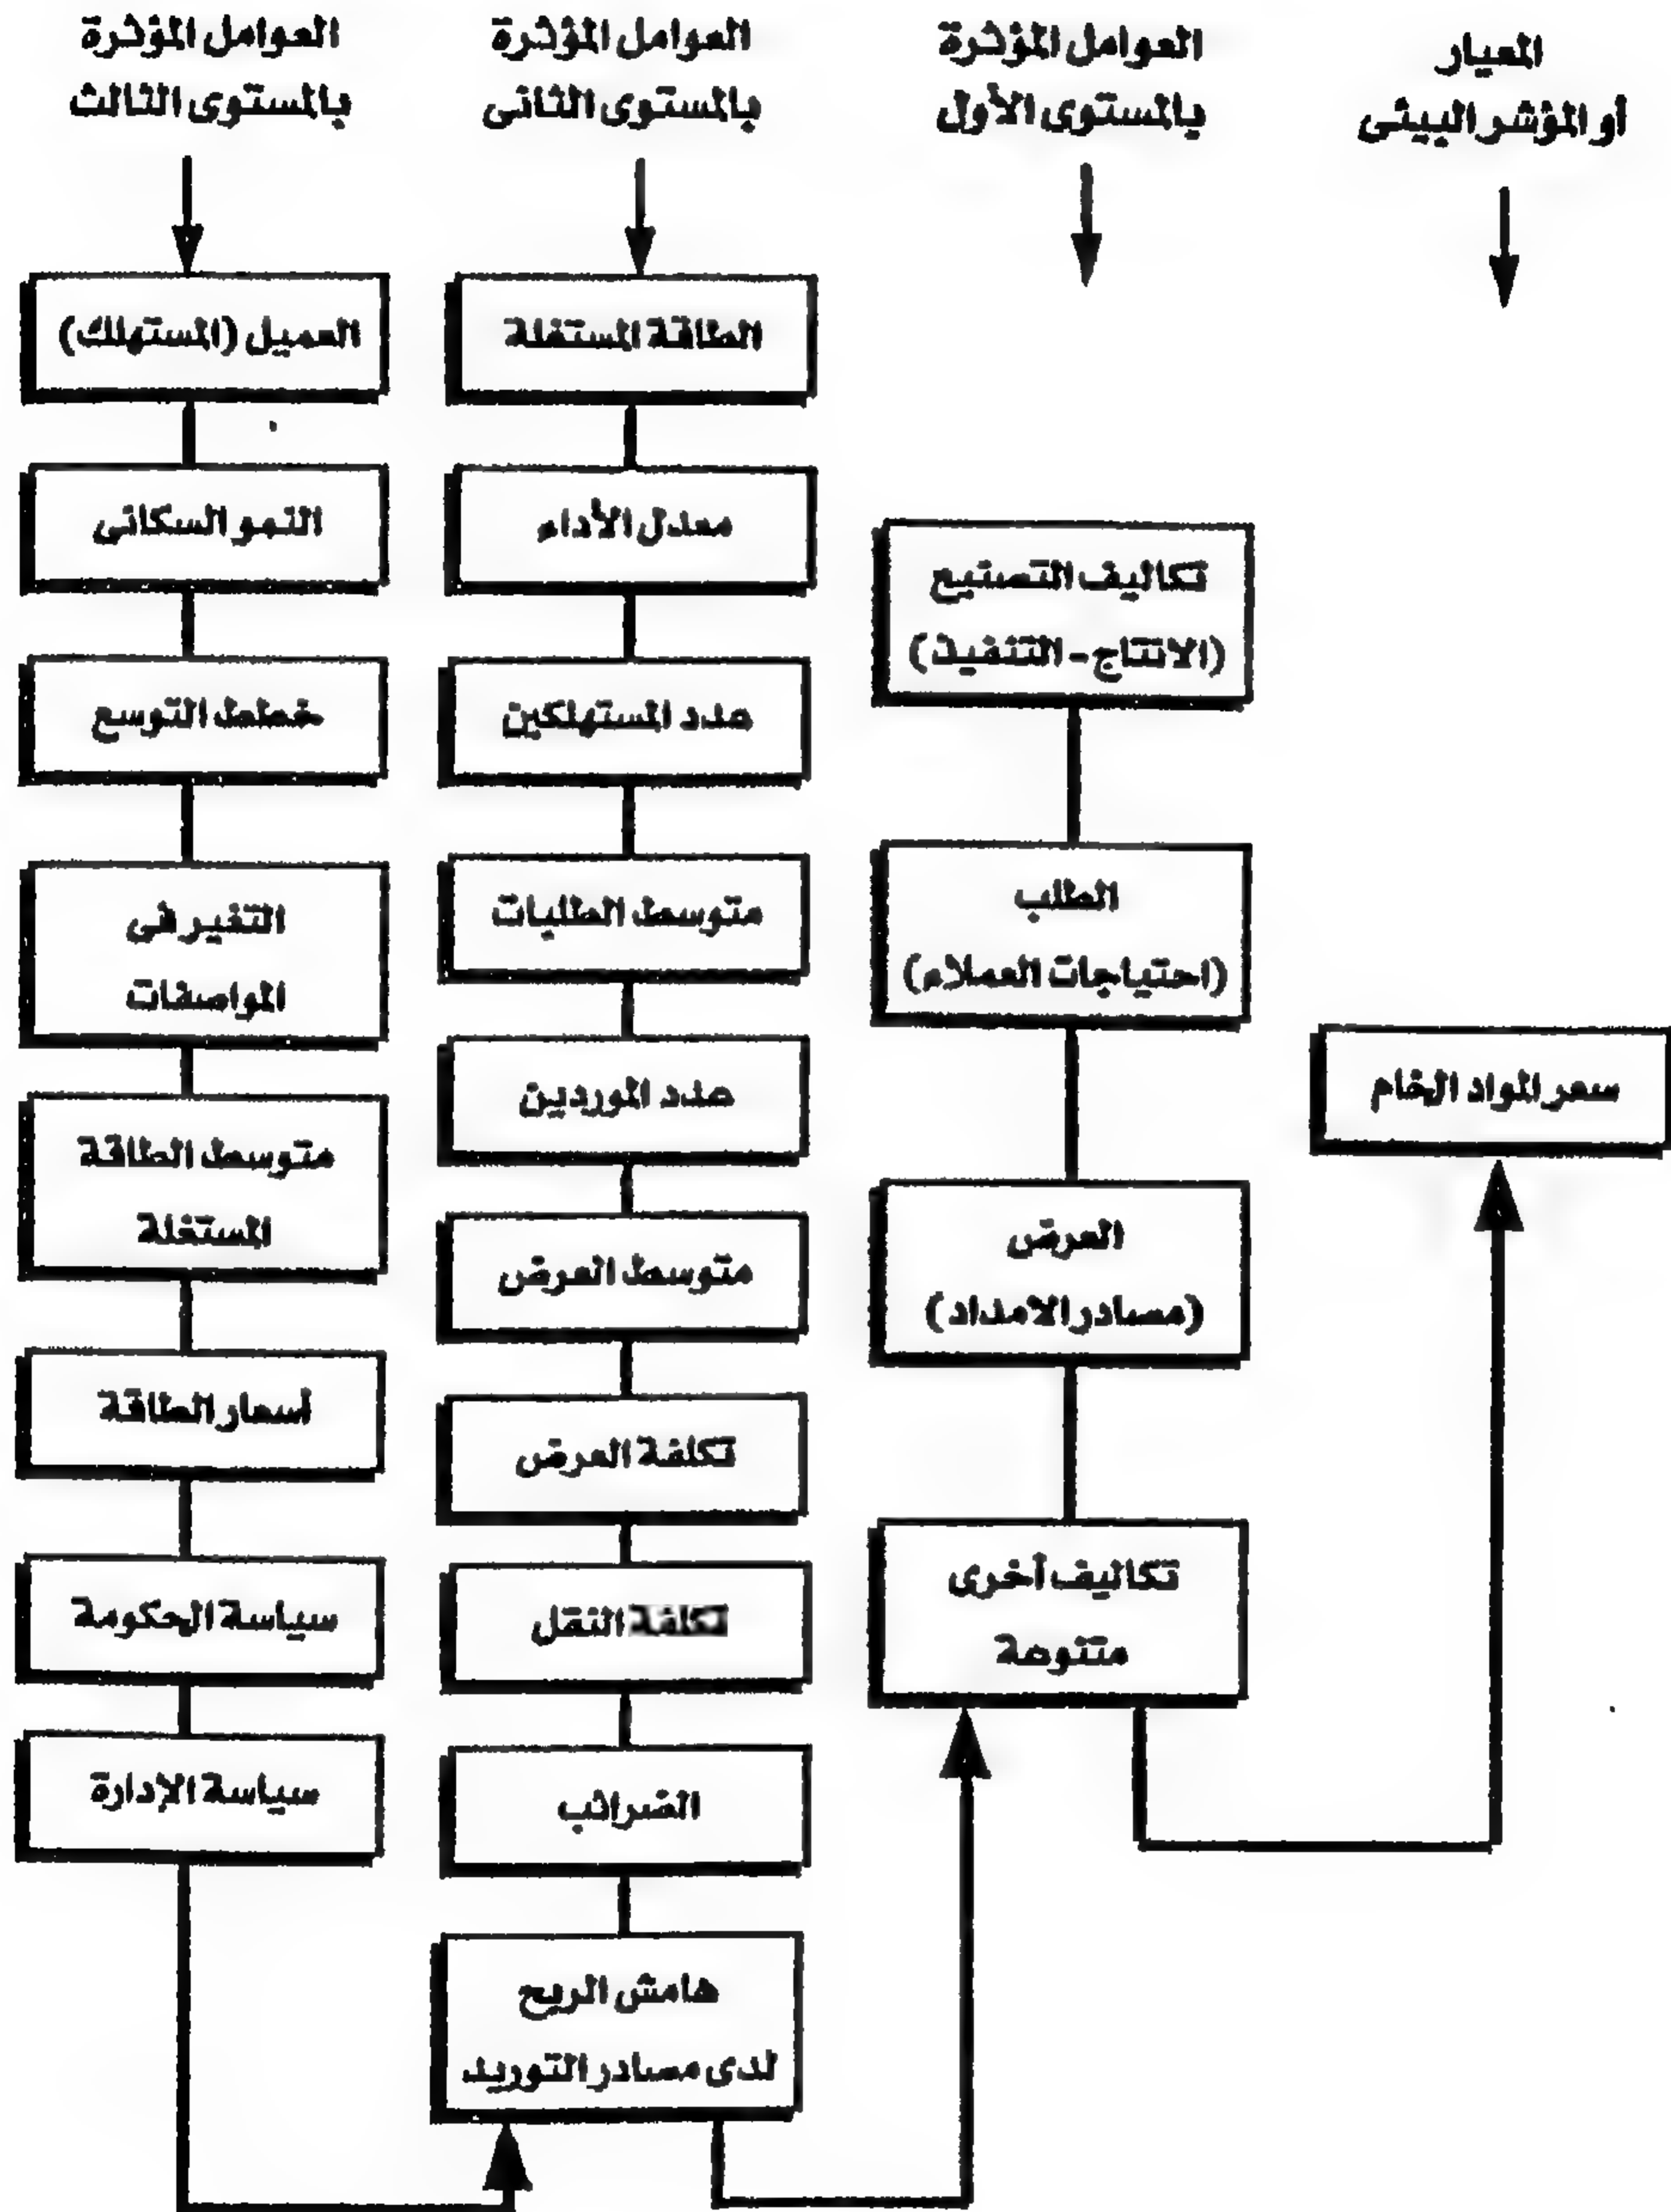 المعيار
أو المؤشر البيئى
العوامل المؤثرة
بالمستوى الأول
العوامل المؤثرة
بالمستوى الثانى
العوامل المؤثرة
بالمستوى الثالث
سعر المواد الخام
تكاليف التصنيع
(الانتاج - التنفيذ)
الطلب
(احتياجات العملاء)
العرض
(مصادر الامداد)
تكاليف أخرى
متنوعة
الطاقة المستغلة
معدل الأداء
عدد المستهلكين
متوسط الطلبات
عدد الموردين
متوسط العرض
تكلفة العرض
تكلفة النقل
الضرائب
هامش الربح
لدى مصادر التوريد
العميل (المستهلك)
النمو السكانى
خطط التوسع
التغير فى
المواصفات
متوسط الطاقة
المستغلة
أسعار الطاقة
سياسة الحكومة
سياسة الإدارة